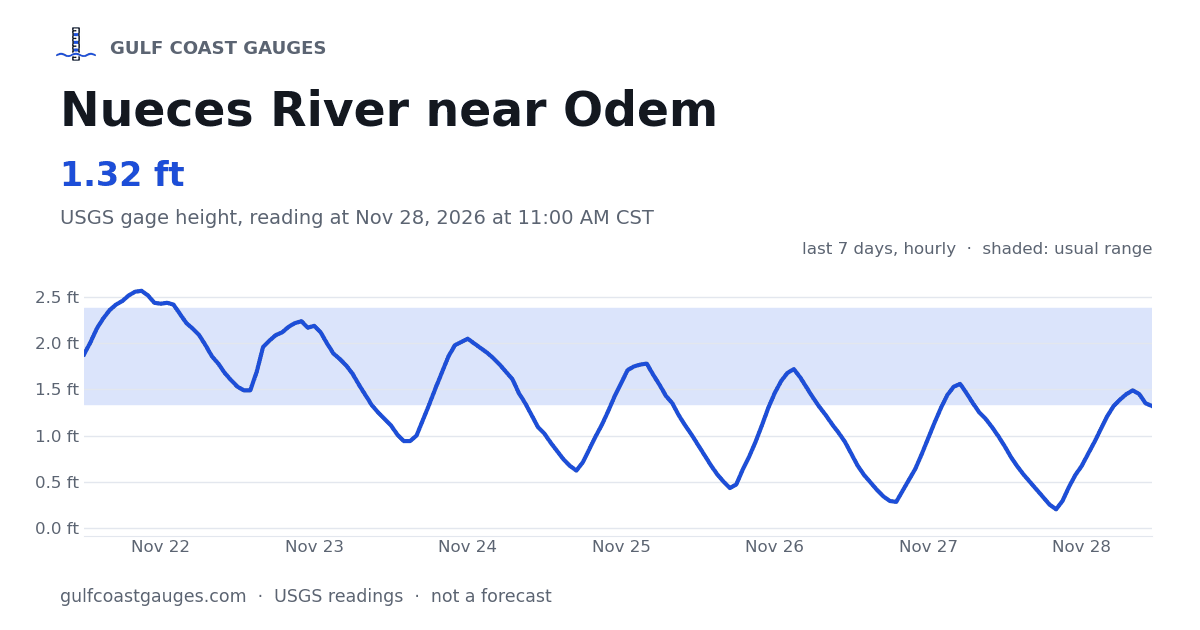 GULF COAST GAUGES
Nueces River near Odem
1.32 ft
USGS gage height, reading at Nov 28, 2026 at 11:00 AM CST
last 7 days, hourly · shaded: usual range
2.5 ft
2.0 ft
1.5 ft
1.0 ft
0.5 ft
0.0 ft
Nov 22 Nov 23 Nov 24 Nov 25 Nov 26 Nov 27 Nov 28
gulfcoastgauges.com · USGS readings · not a forecast